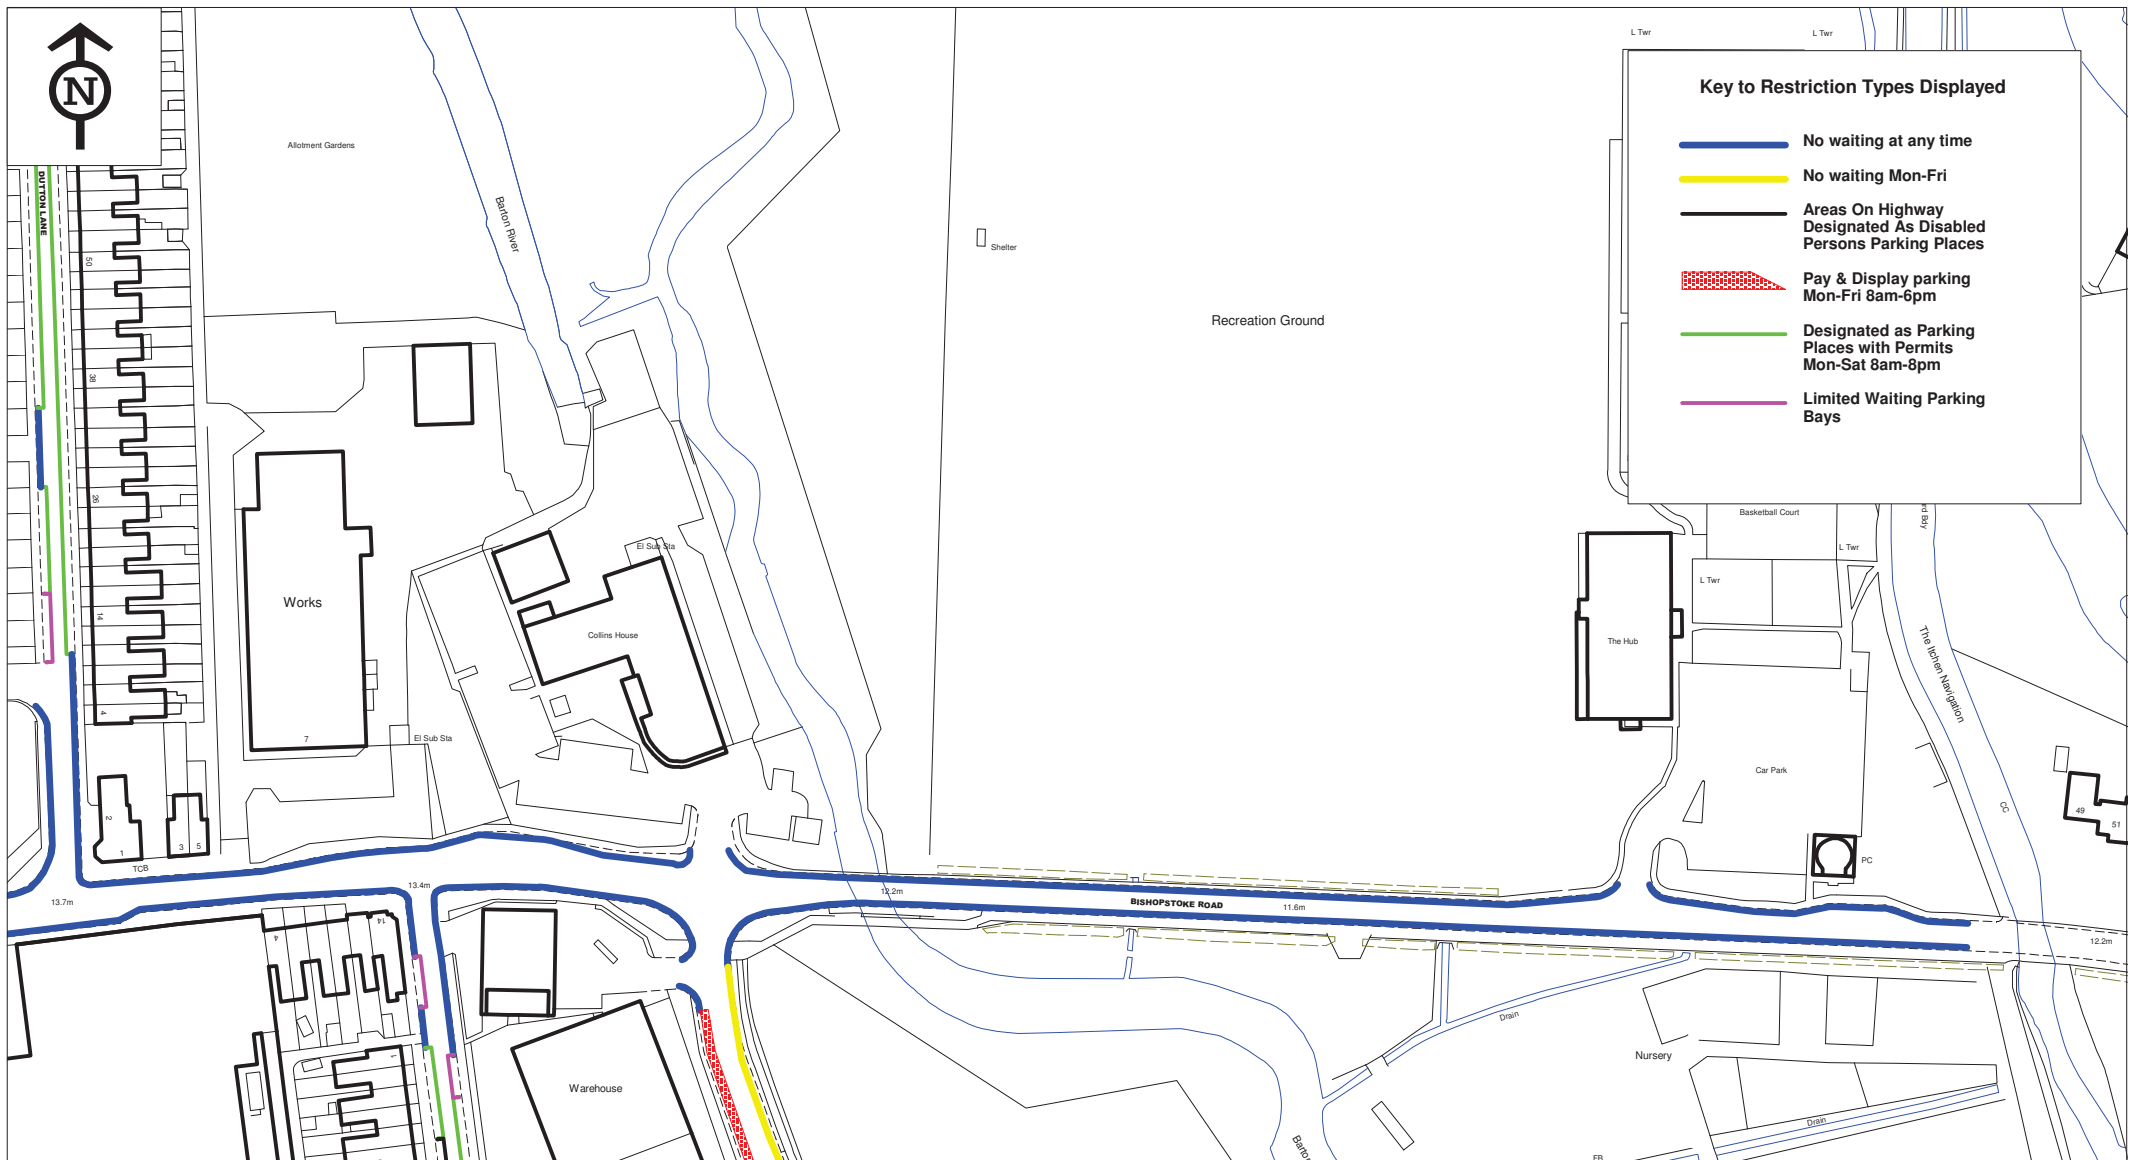 N
L Twr
L Twr
Key to Restriction Types Displayed
No waiting at any time
No waiting Mon-Fri
Areas On Highway
Designated As Disabled
Persons Parking Places
Pay & Display parking
Mon-Fri 8am-6pm
Designated as Parking
Places with Permits
Mon-Sat 8am-8pm
Limited Waiting Parking
Bays
Allotment Gardens
DUTTON LANE
Barton River
50
Shelter
Recreation Ground
38
26
Basketball Court
rd Bdy
L Twr
El Sub Sta
L Twr
Works
14
Collins House
The Hub
The Itchen Navigation
4
7
El Sub Sta
Car Park
CC
49
51
2
1
3
5
TCB
PC
13.4m
12.2m
13.7m
BISHOPSTOKE ROAD
11.6m
14
4
12.2m
Drain
Nursery
1
Warehouse
Drain
Barto
FB